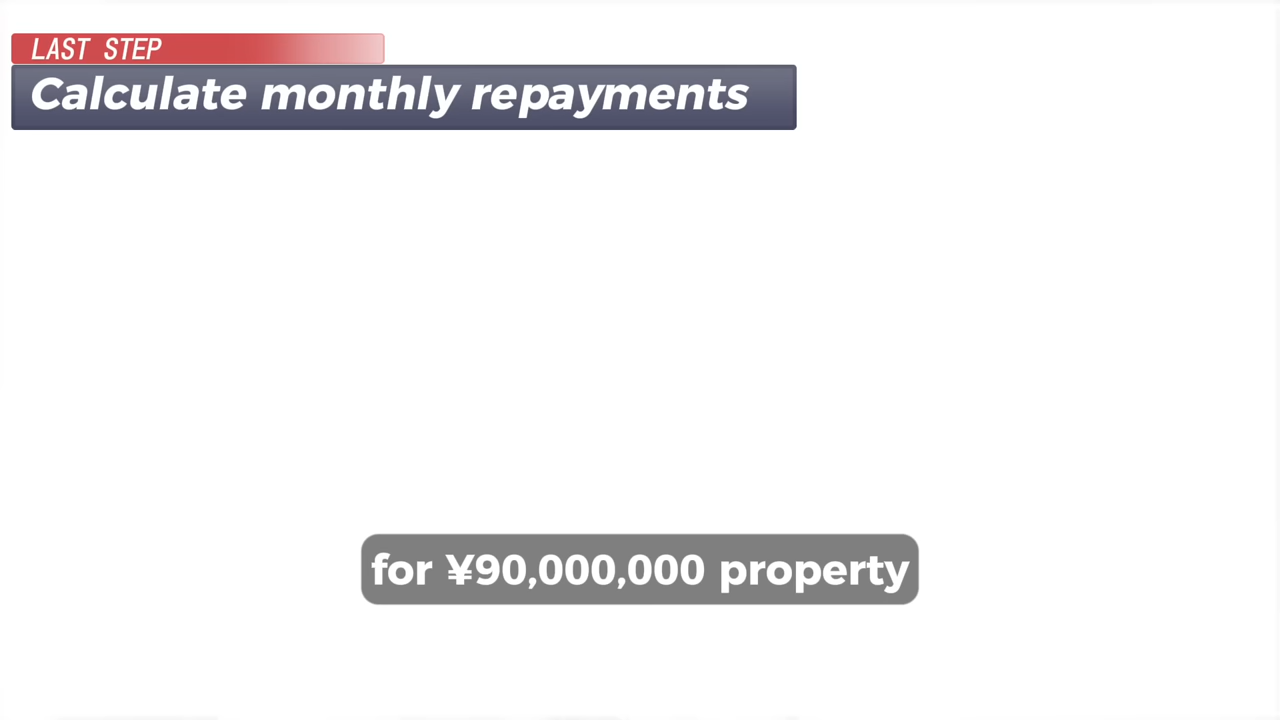 LAST STEP
Calculate monthly repayments
for ¥90,000,000 property